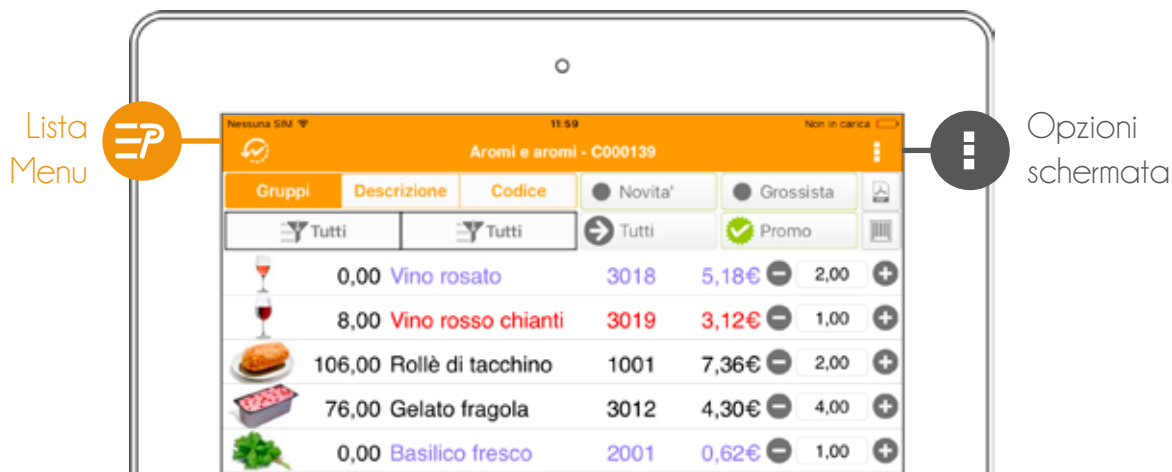 Lista
Menu
Opzioni
schermata
Nessuna SIM 11:59 Non in carica
Aromi e aromi - C000139
Gruppi Descrizione Codice Novita' Grossista
Tutti Tutti Tutti Promo
0,00 Vino rosato 3018 5,18€ 2,00
8,00 Vino rosso chianti 3019 3,12€ 1,00
106,00 Rollè di tacchino 1001 7,36€ 2,00
76,00 Gelato fragola 3012 4,30€ 4,00
0,00 Basilico fresco 2001 0,62€ 1,00